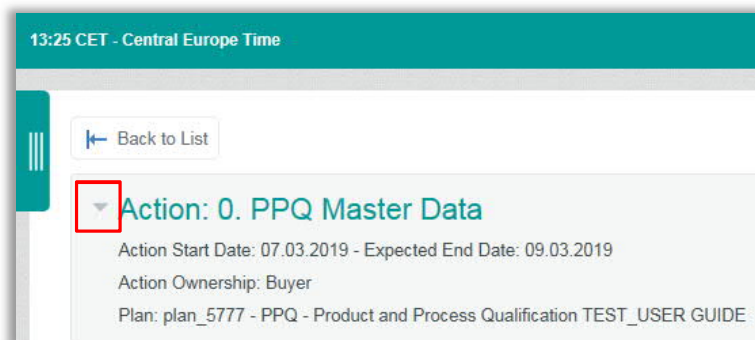 13:25 CET - Central Europe Time
Back to List
Action: 0. PPQ Master Data
Action Start Date: 07.03.2019 - Expected End Date: 09.03.2019
Action Ownership: Buyer
Plan: plan_5777 - PPQ - Product and Process Qualification TEST_USER GUIDE